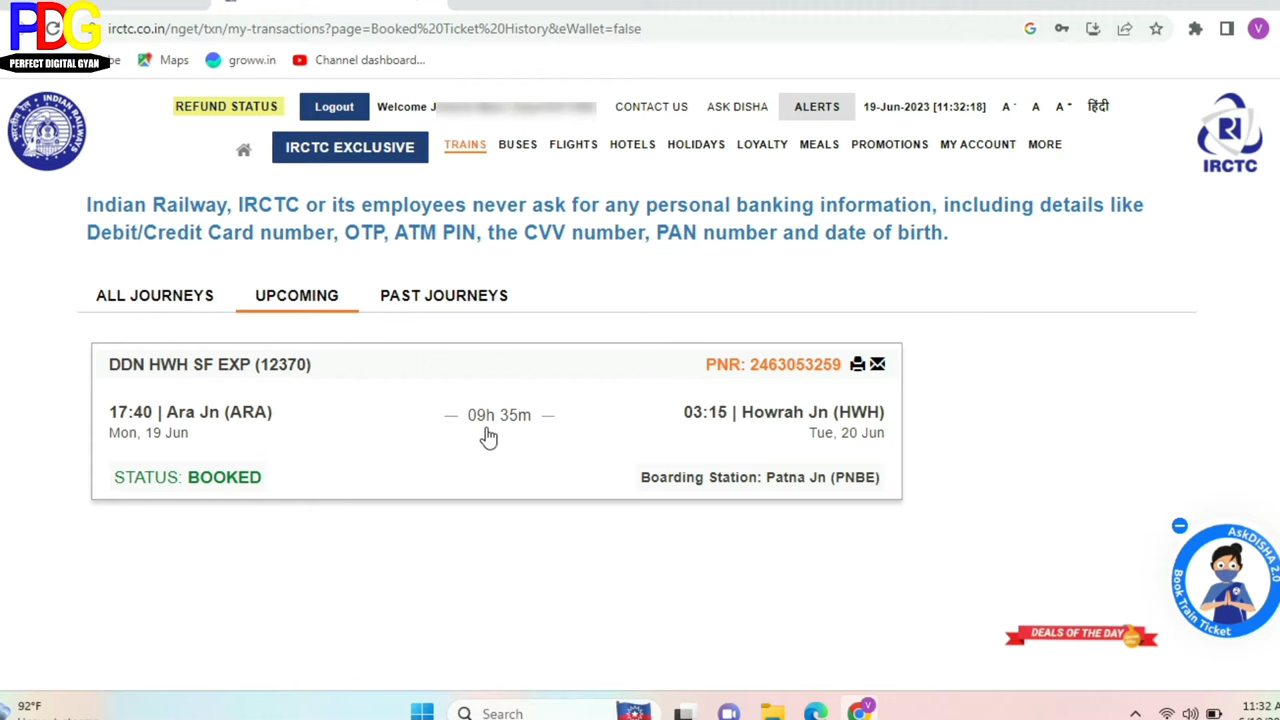 PDG
PERFECT DIGITAL GYAN
irctc.co.in/nget/txn/my-transactions?page=Booked%20Ticket%20History&eWallet=false
Maps
groww.in
Channel dashboard...
V
REFUND STATUS
Logout
Welcome J
CONTACT US
ASK DISHA
ALERTS
19-Jun-2023 [11:32:18]
A- A A+
हिंदी
IRCTC EXCLUSIVE
TRAINS
BUSES
FLIGHTS
HOTELS
HOLIDAYS
LOYALTY
MEALS
PROMOTIONS
MY ACCOUNT
MORE
INDIAN RAILWAYS
IRCTC
Indian Railway, IRCTC or its employees never ask for any personal banking information, including details like
Debit/Credit Card number, OTP, ATM PIN, the CVV number, PAN number and date of birth.
ALL JOURNEYS
UPCOMING
PAST JOURNEYS
DDN HWH SF EXP (12370)
PNR: 2463053259
17:40 | Ara Jn (ARA)
— 09h 35m —
03:15 | Howrah Jn (HWH)
Mon, 19 Jun
Tue, 20 Jun
STATUS: BOOKED
Boarding Station: Patna Jn (PNBE)
AskDISHA 2.0
Book Train Ticket
DEALS OF THE DAY
92°F
Search
V
11:32 A